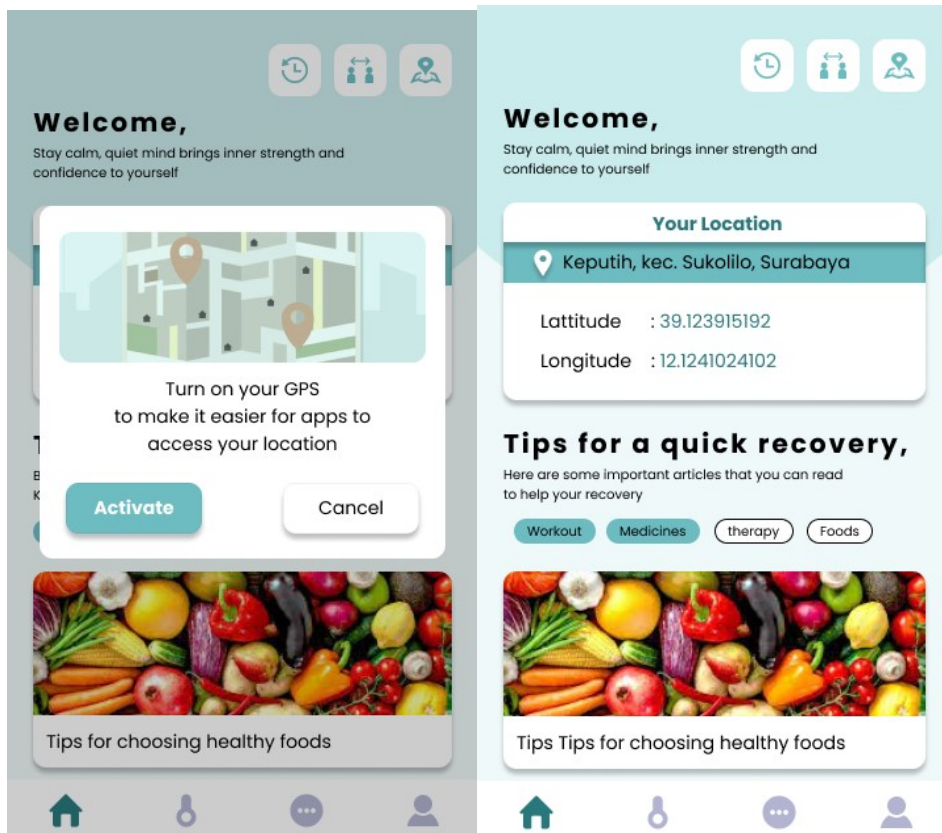 Welcome,
Stay calm, quiet mind brings inner strength and
confidence to yourself
Turn on your GPS
to make it easier for apps to
access your location
Activate
Cancel
Tips for choosing healthy foods
Welcome,
Stay calm, quiet mind brings inner strength and
confidence to yourself
Your Location
Keputih, kec. Sukolilo, Surabaya
Lattitude : 39.123915192
Longitude : 12.1241024102
Tips for a quick recovery,
Here are some important articles that you can read
to help your recovery
Workout Medicines therapy Foods
Tips Tips for choosing healthy foods